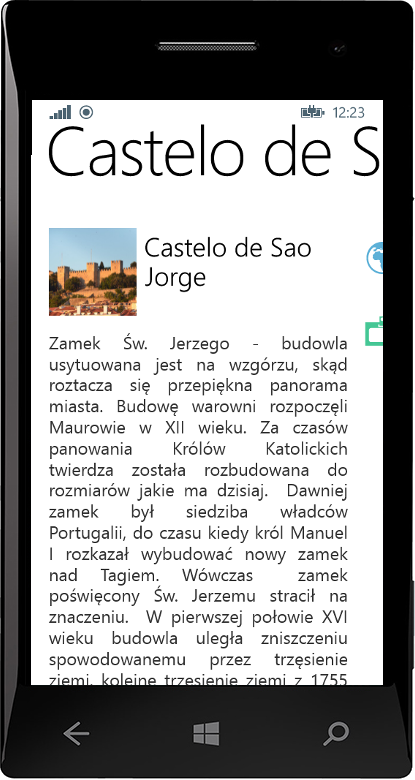 12:23
Castelo de S
Castelo de Sao
Jorge
Zamek Św. Jerzego - budowla
usytuowana jest na wzgórzu, skąd
roztacza się przepiękna panorama
miasta. Budowę warowni rozpoczęli
Maurowie w XII wieku. Za czasów
panowania Królów Katolickich
twierdza została rozbudowana do
rozmiarów jakie ma dzisiaj. Dawniej
zamek był siedziba władców
Portugalii, do czasu kiedy król Manuel
I rozkazał wybudować nowy zamek
nad Tagiem. Wówczas zamek
poświęcony Św. Jerzemu stracił na
znaczeniu. W pierwszej połowie XVI
wieku budowla uległa zniszczeniu
spowodowanemu przez trzęsienie
ziemi, kolejne trzęsienie ziemi z 1755